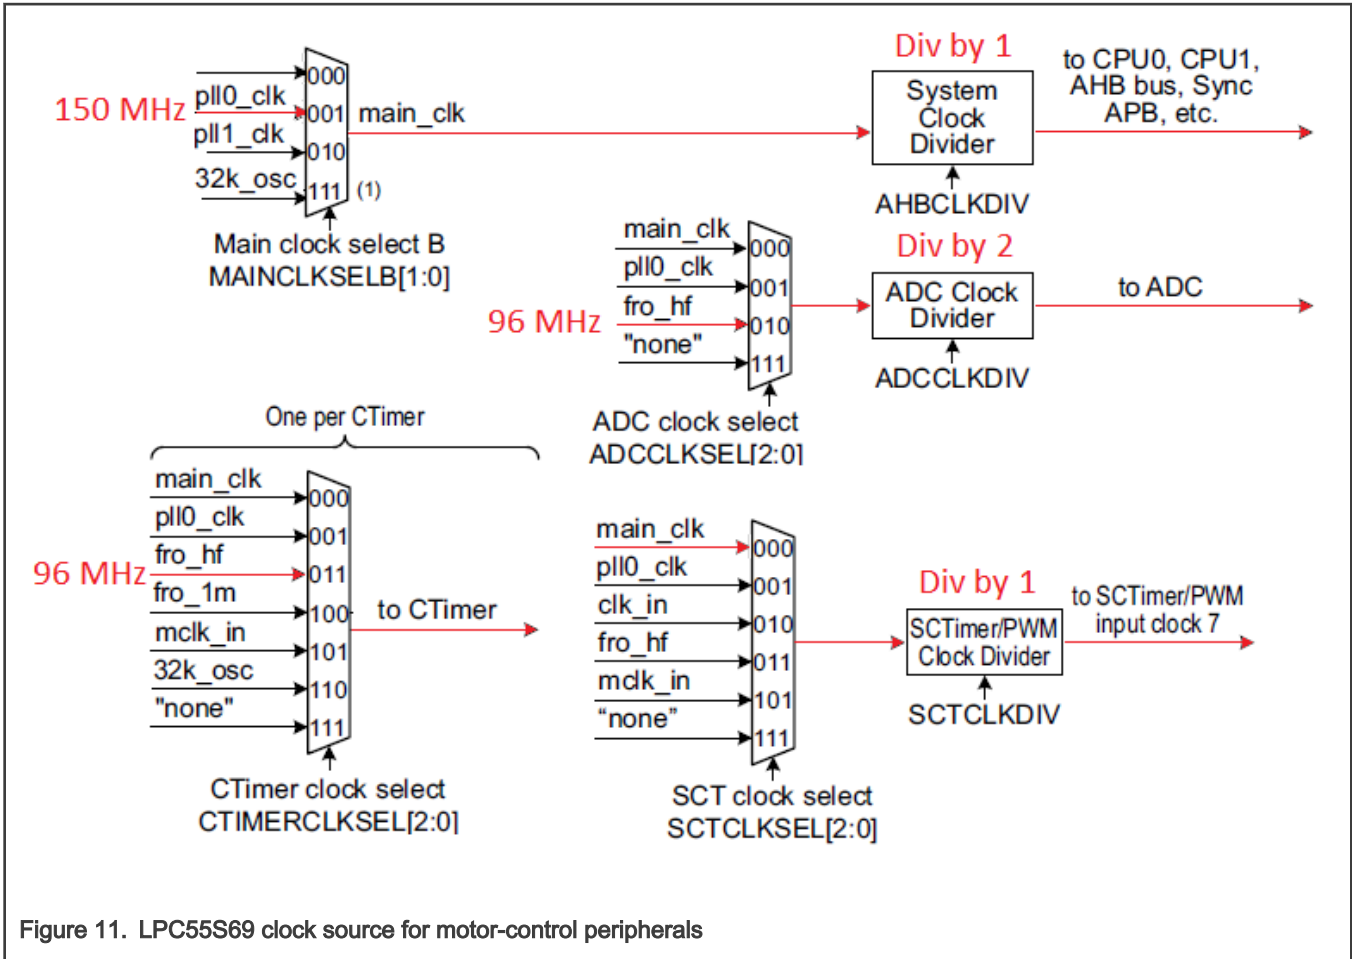 Div by 1
000
pll0_clk
150 MHz
001
main_clk
pll1_clk
010
32k_osc
111
(1)
System
Clock
Divider
to CPU0, CPU1,
AHB bus, Sync
APB, etc.
AHBCLKDIV
Main clock select B
MAINCLKSELB[1:0]
main_clk
000
pll0_clk
001
fro_hf
96 MHz
010
"none"
111
Div by 2
ADC Clock
Divider
to ADC
ADCCLKDIV
ADC clock select
ADCCLKSEL[2:0]
One per CTimer
main_clk
000
pll0_clk
001
fro_hf
96 MHz
011
fro_1m
100
mclk_in
101
32k_osc
110
"none"
111
to CTimer
CTimer clock select
CTIMERCLKSEL[2:0]
main_clk
000
pll0_clk
001
clk_in
010
fro_hf
011
mclk_in
101
“none”
111
Div by 1
SCTimer/PWM
Clock Divider
to SCTimer/PWM
input clock 7
SCTCLKDIV
SCT clock select
SCTCLKSEL[2:0]
Figure 11. LPC55S69 clock source for motor-control peripherals